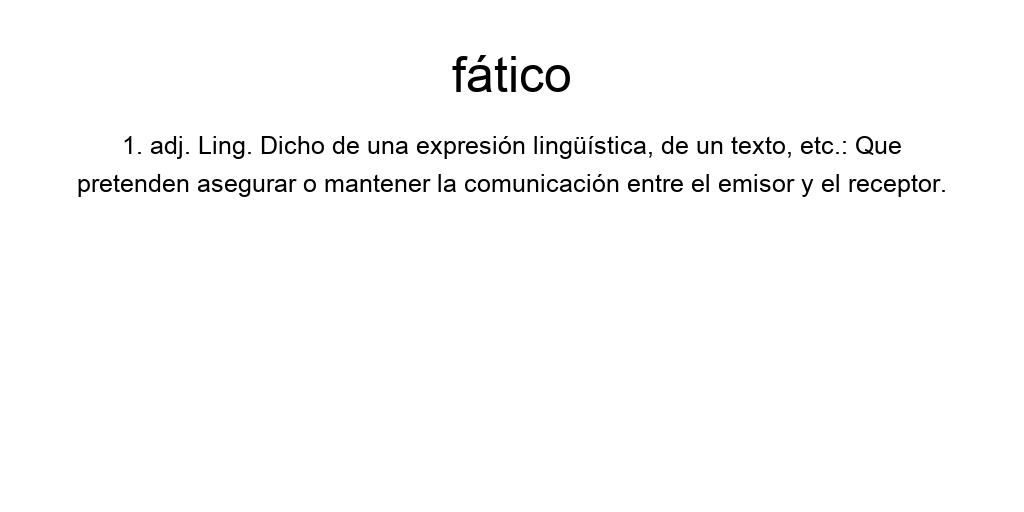 fático
1. adj. Ling. Dicho de una expresión lingüística, de un texto, etc.: Que
pretenden asegurar o mantener la comunicación entre el emisor y el receptor.